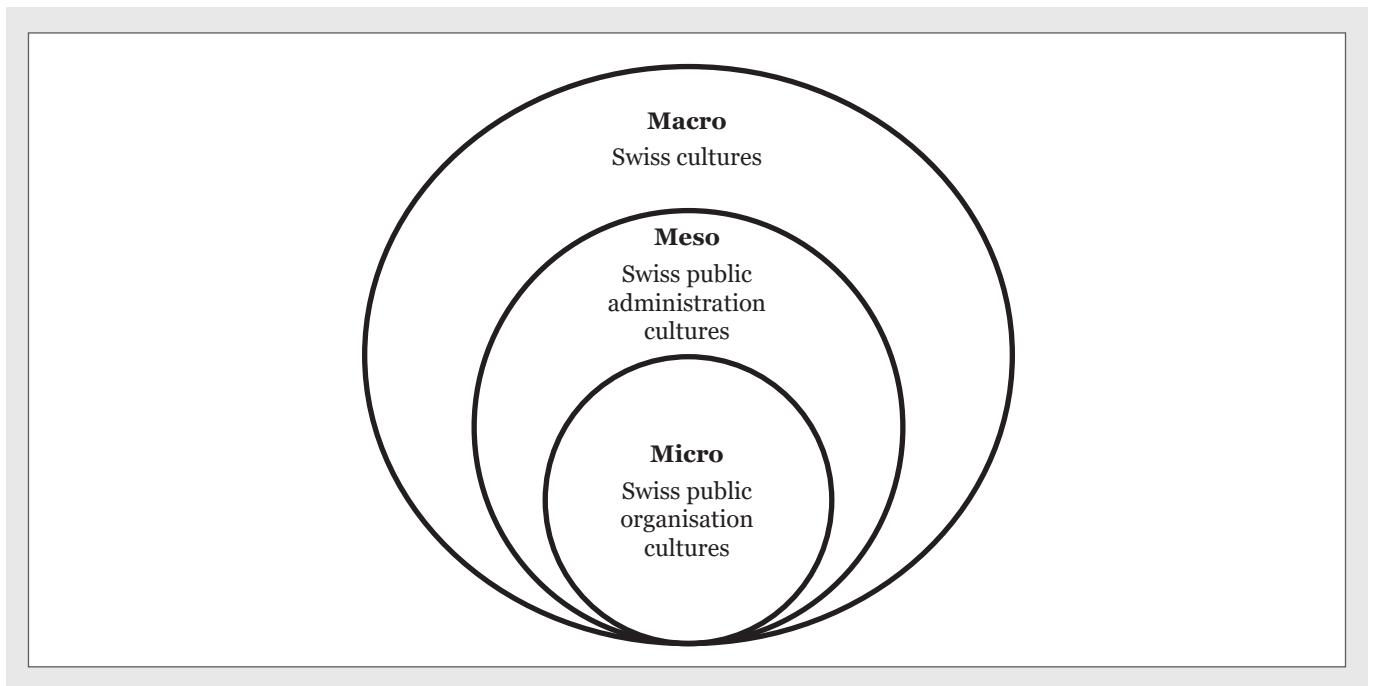 Macro
Swiss cultures
Meso
Swiss public
administration
cultures
Micro
Swiss public
organisation
cultures